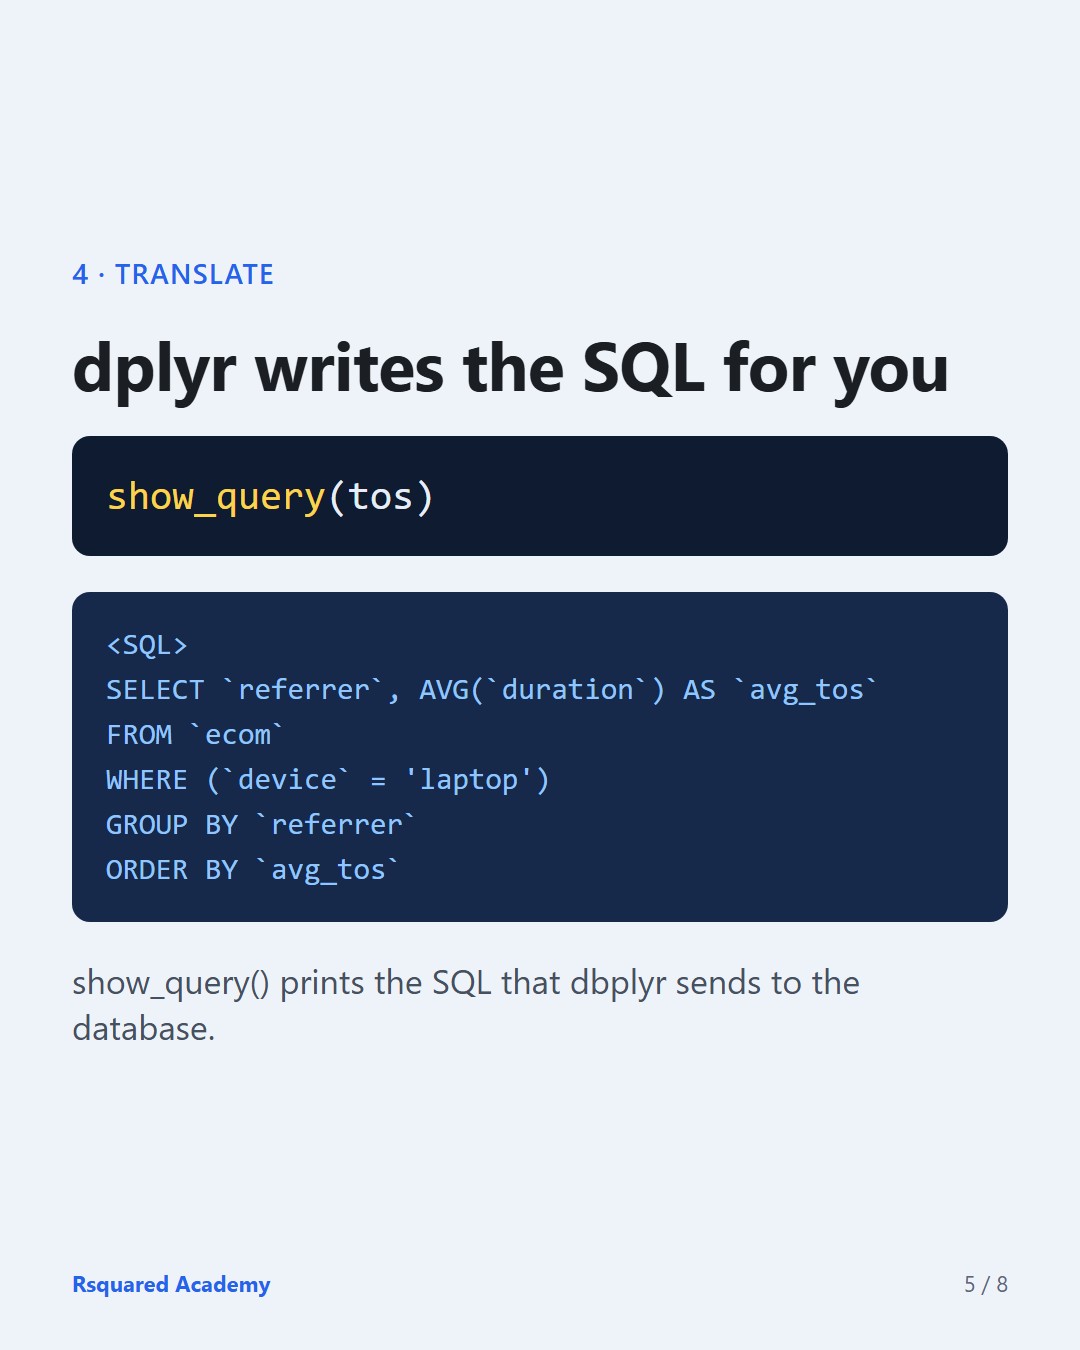 4 · TRANSLATE
dplyr writes the SQL for you
show_query(tos)
<SQL>
SELECT `referrer`, AVG(`duration`) AS `avg_tos`
FROM `ecom`
WHERE (`device` = 'laptop')
GROUP BY `referrer`
ORDER BY `avg_tos`
show_query() prints the SQL that dbplyr sends to the
database.
Rsquared Academy
5 / 8